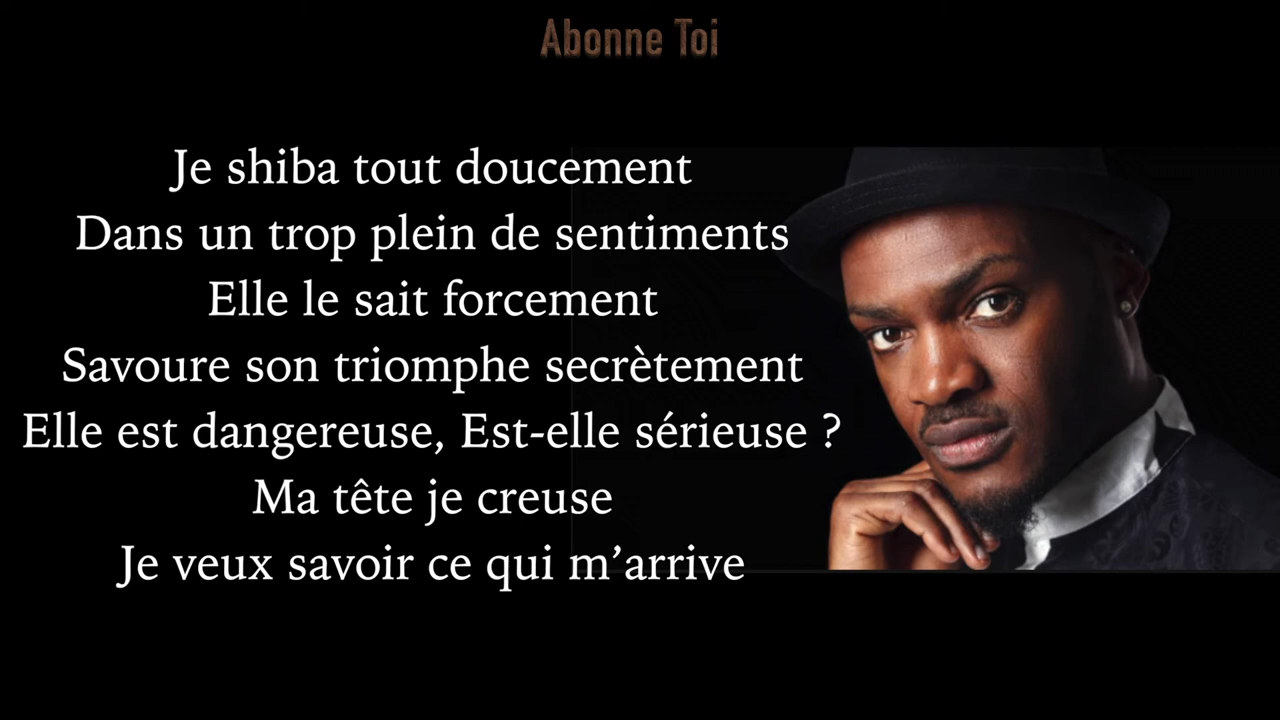 Abonne Toi
Je shiba tout doucement
Dans un trop plein de sentiments
Elle le sait forcement
Savoure son triomphe secrètement
Elle est dangereuse, Est-elle sérieuse ?
Ma tête je creuse
Je veux savoir ce qui m’arrive